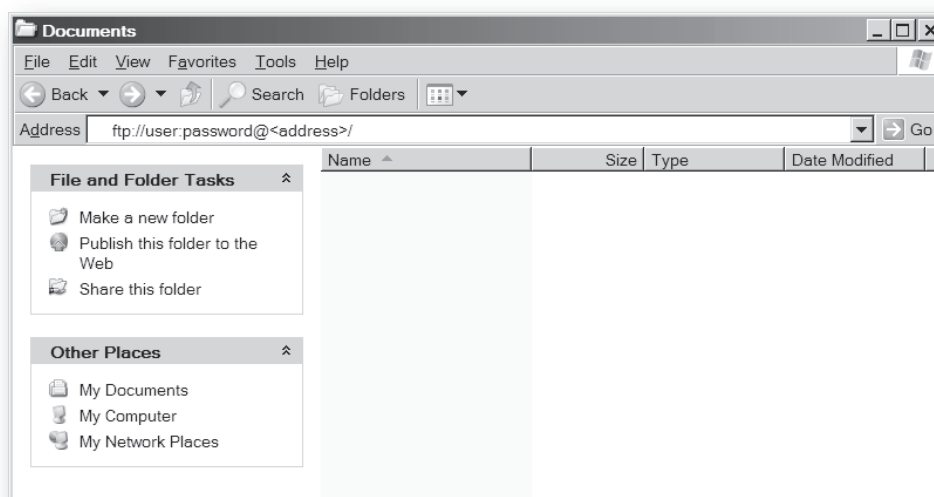 Documents
File Edit View Favorites Tools Help
Back Search Folders
Address ftp://user:password@<address>/ Go
Name Size Type Date Modified
File and Folder Tasks
Make a new folder
Publish this folder to the
Web
Share this folder
Other Places
My Documents
My Computer
My Network Places